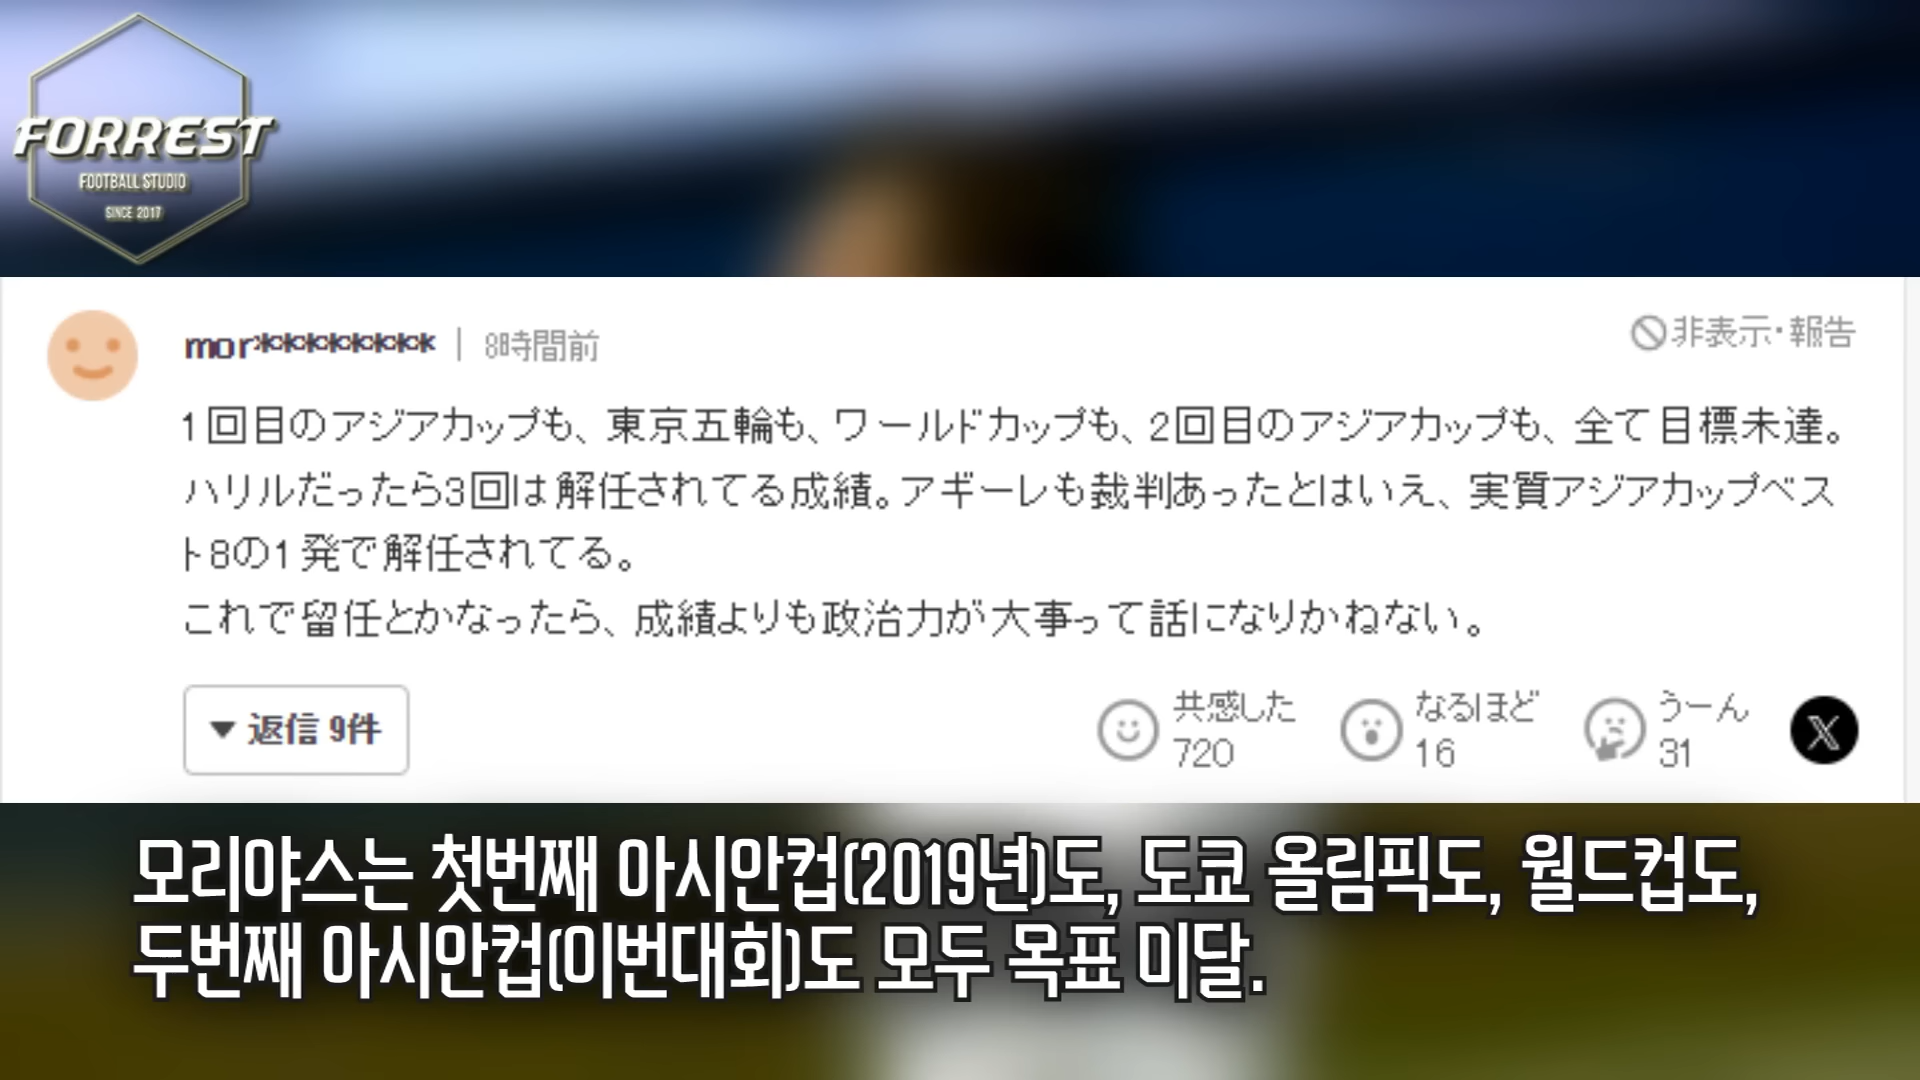 FORREST
FOOTBALL STUDIO
SINCE 2017
mor******** | 8時間前
非表示・報告
1回目のアジアカップも、東京五輪も、ワールドカップも、2回目のアジアカップも、全て目標未達。
ハリルだったら3回は解任されてる成績。アギーレも裁判あったとはいえ、実質アジアカップベス
ト8の1発で解任されてる。
これで留任とかなったら、成績よりも政治力が大事って話になりかねない。
▼ 返信 9件
共感した
720
なるほど
16
うーん
31
X
모리야스는 첫번째 아시안컵(2019년)도, 도쿄 올림픽도, 월드컵도,
두번째 아시안컵(이번대회)도 모두 목표 미달.